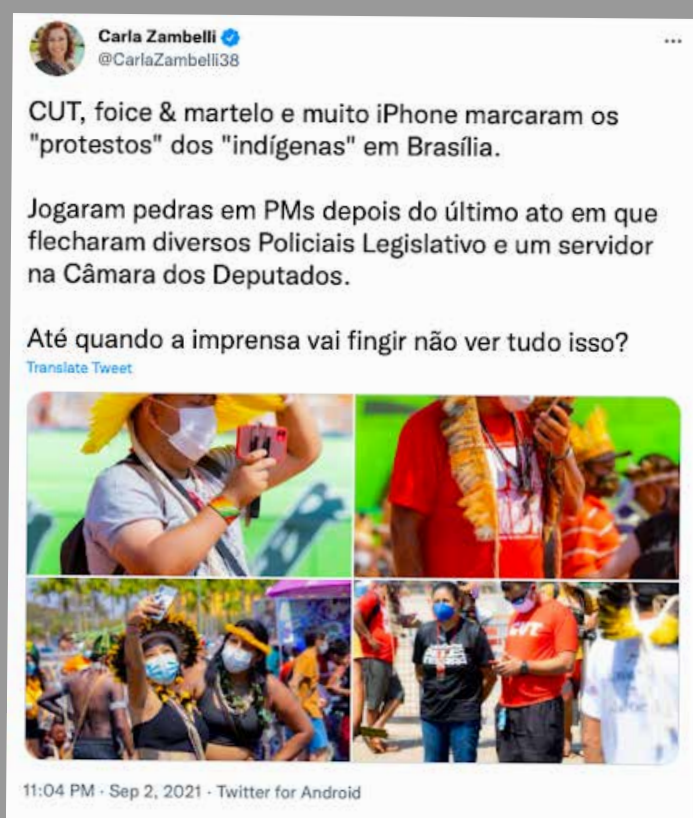 Carla Zambelli
@CarlaZambelli38
CUT, foice & martelo e muito iPhone marcaram os
"protestos" dos "indígenas" em Brasília.
Jogaram pedras em PMs depois do último ato em que
flecharam diversos Policiais Legislativo e um servidor
na Câmara dos Deputados.
Até quando a imprensa vai fingir não ver tudo isso?
Translate Tweet
CUT
11:04 PM · Sep 2, 2021 · Twitter for Android